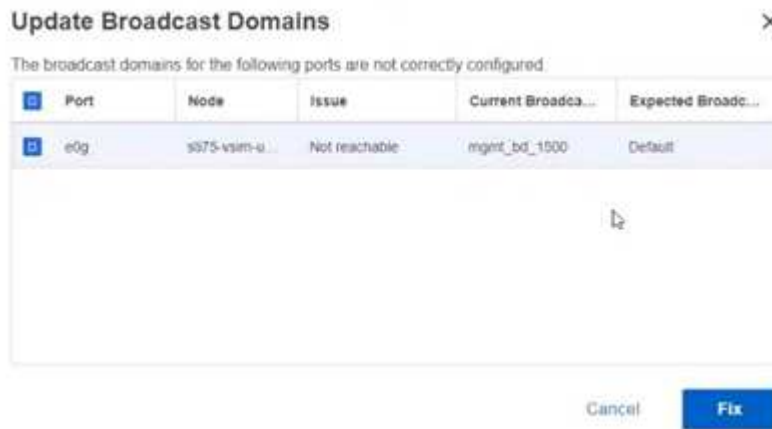 Update Broadcast Domains
The broadcast domains for the following ports are not correctly configured.
Port Node Issue Current Broadca... Expected Broadc...
e0g Not reachable mgmt_bd_1500 Default
Cancel Fix